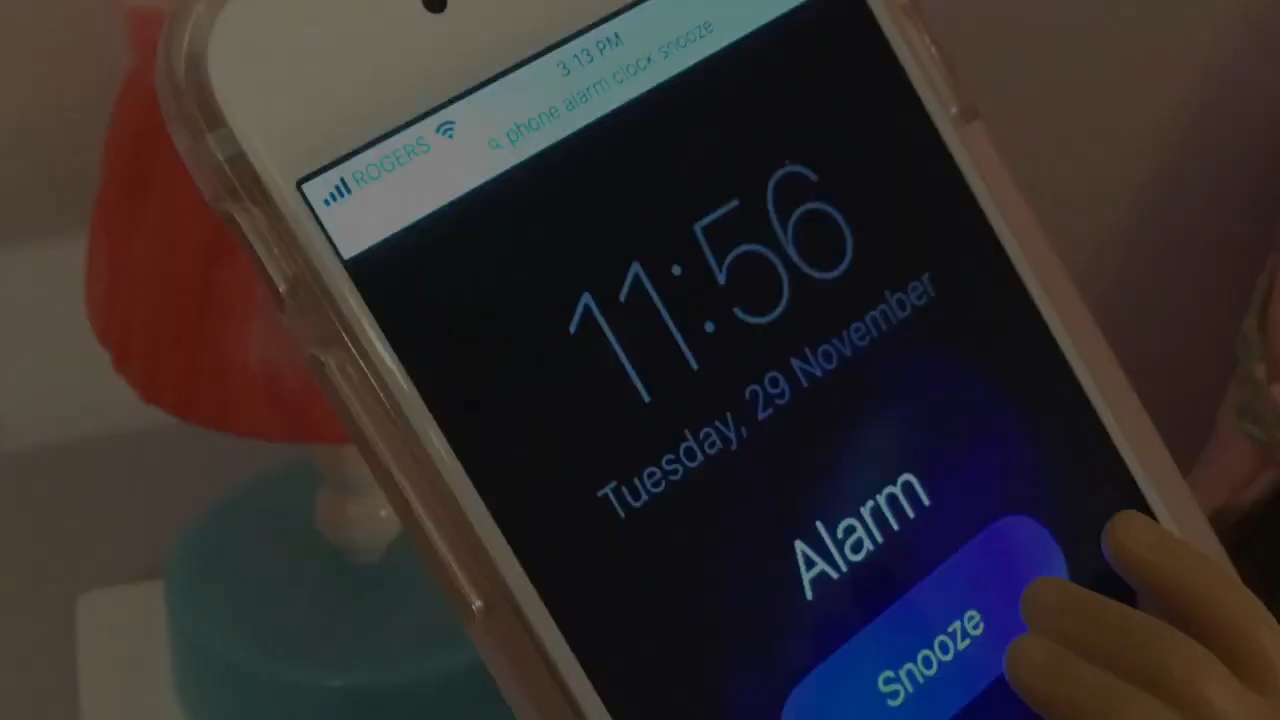 3:13 PM
ROGERS
phone alarm clock snooze
11:56
Tuesday, 29 November
Alarm
Snooze